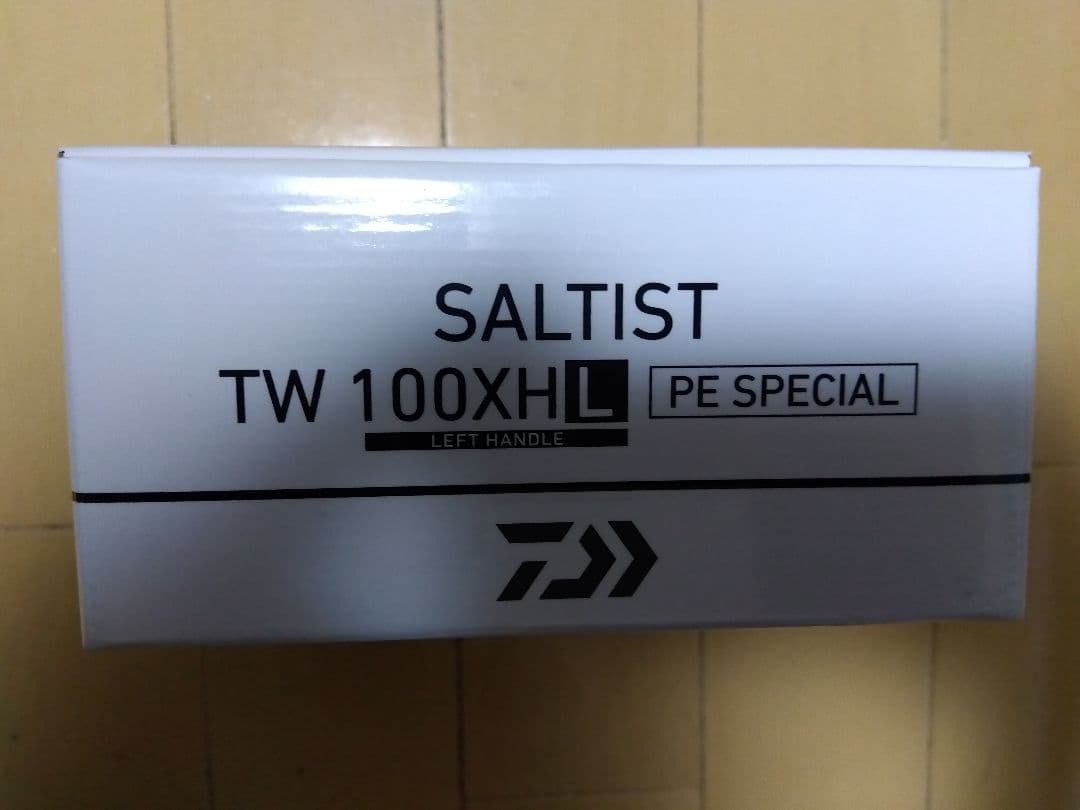 SALTIST
TW 100XHL PE SPECIAL
LEFT HANDLE